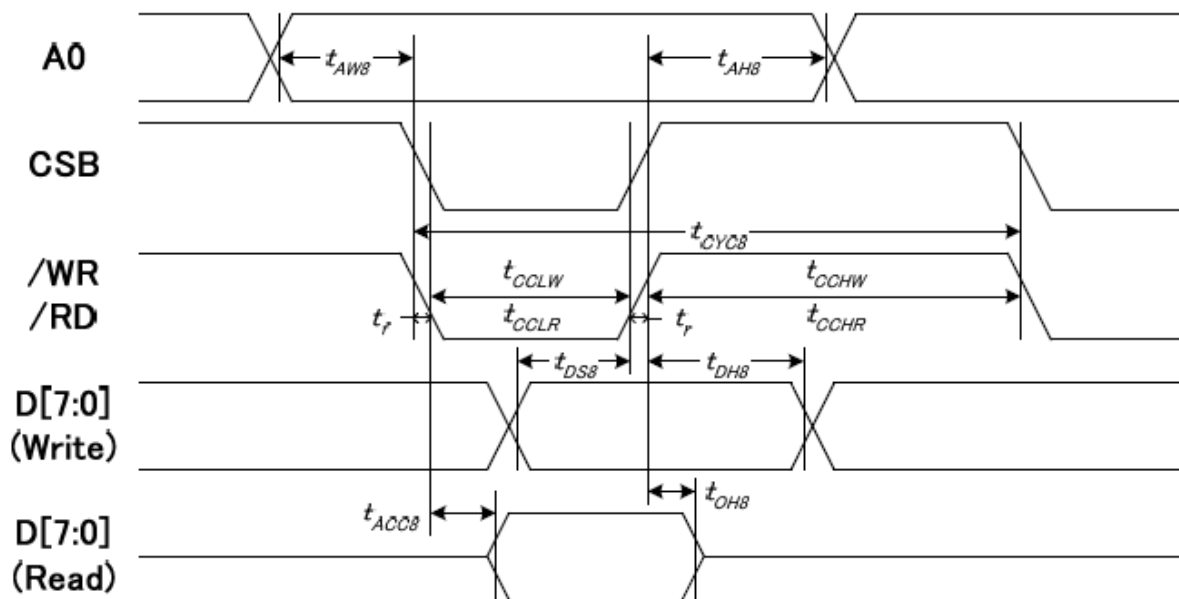 A0
t_AW8
t_AH8
CSB
t_CYC8
/WR
/RD
t_CCLW
t_CCHW
t_f
t_CCLR
t_r
t_CCHR
t_DS8
t_DH8
D[7:0]
(Write)
t_ACC8
t_OH8
D[7:0]
(Read)